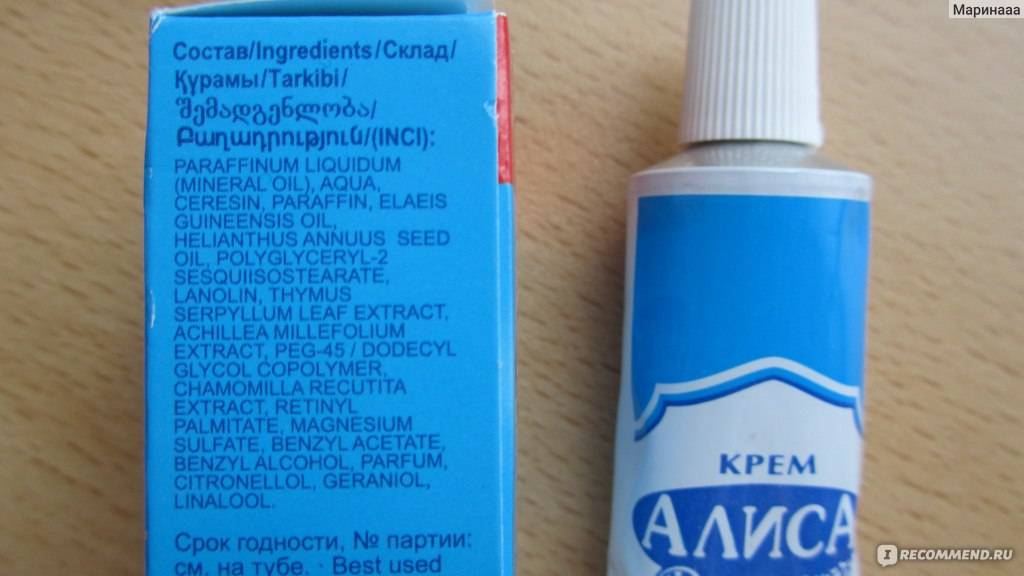 Состав/Ingredients/Склад/
Құрамы/Tarkibi/
შემადგენლობა/
Բաղադրություն/(INCI):
PARAFFINUM LIQUIDUM
(MINERAL OIL), AQUA,
CERESIN, PARAFFIN, ELAEIS
GUINEENSIS OIL,
HELIANTHUS ANNUUS SEED
OIL, POLYGLYCERYL-2
SESQUIISOSTEARATE,
LANOLIN, THYMUS
SERPYLLUM LEAF EXTRACT,
ACHILLEA MILLEFOLIUM
EXTRACT, PEG-45 / DODECYL
GLYCOL COPOLYMER,
CHAMOMILLA RECUTITA
EXTRACT, RETINYL
PALMITATE, MAGNESIUM
SULFATE, BENZYL ACETATE,
BENZYL ALCOHOL, PARFUM,
CITRONELLOL, GERANIOL,
LINALOOL.
Срок годности, № партии:
см. на тубе. · Best used
Маринааа
КРЕМ
АЛИСА
IRECOMMEND.RU